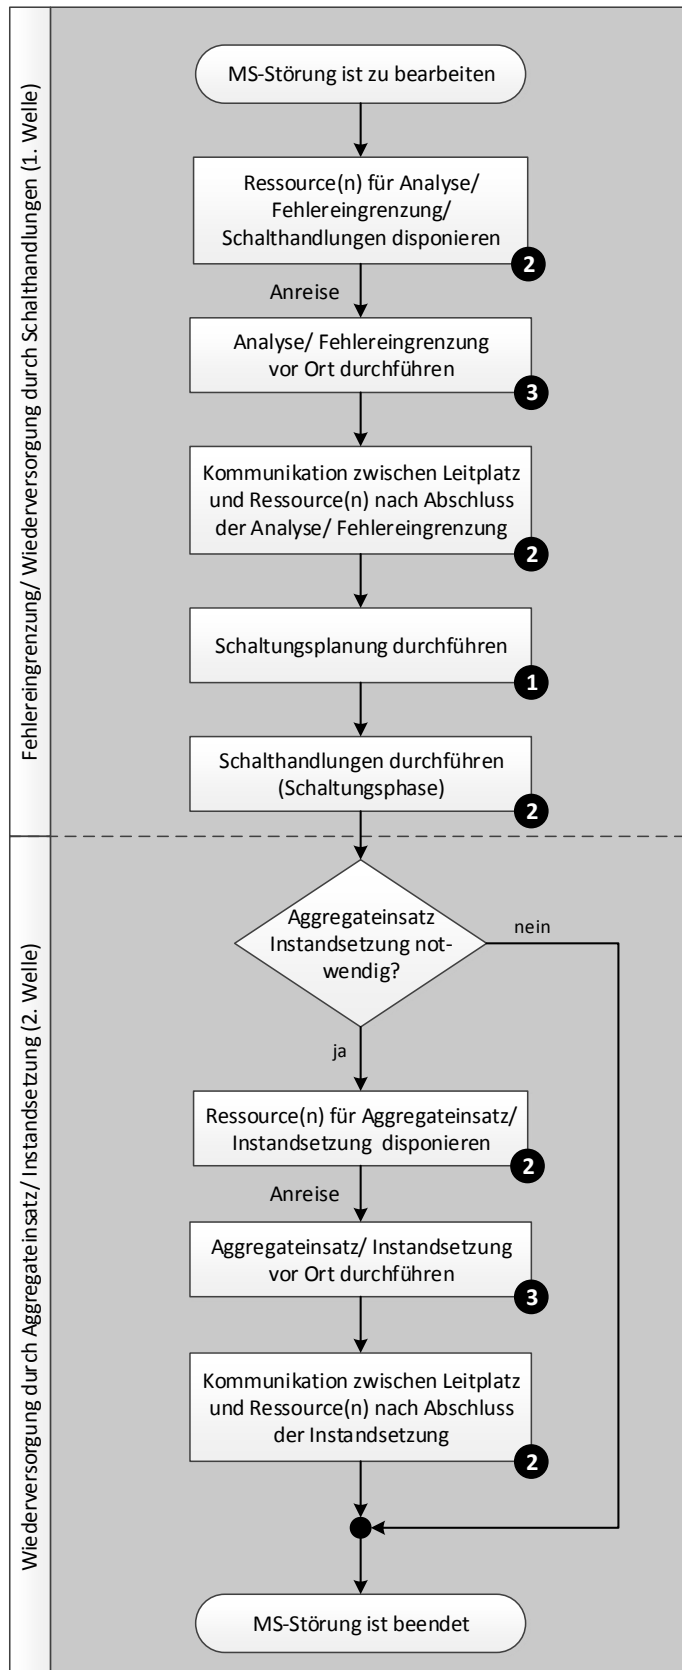 Fehlereingrenzung/ Wiederversorgung durch Schalthandlungen (1. Welle)
MS-Störung ist zu bearbeiten
Ressource(n) für Analyse/
Fehlereingrenzung/
Schalthandlungen disponieren
2
Anreise
Analyse/ Fehlereingrenzung
vor Ort durchführen
3
Kommunikation zwischen Leitplatz
und Ressource(n) nach Abschluss
der Analyse/ Fehlereingrenzung
2
Schaltungsplanung durchführen
1
Schalthandlungen durchführen
(Schaltungsphase)
2
Wiederversorgung durch Aggregateinsatz/ Instandsetzung (2. Welle)
Aggregateinsatz
Instandsetzung not-
wendig?
nein
ja
Ressource(n) für Aggregateinsatz/
Instandsetzung disponieren
2
Anreise
Aggregateinsatz/ Instandsetzung
vor Ort durchführen
3
Kommunikation zwischen Leitplatz
und Ressource(n) nach Abschluss
der Instandsetzung
2
MS-Störung ist beendet